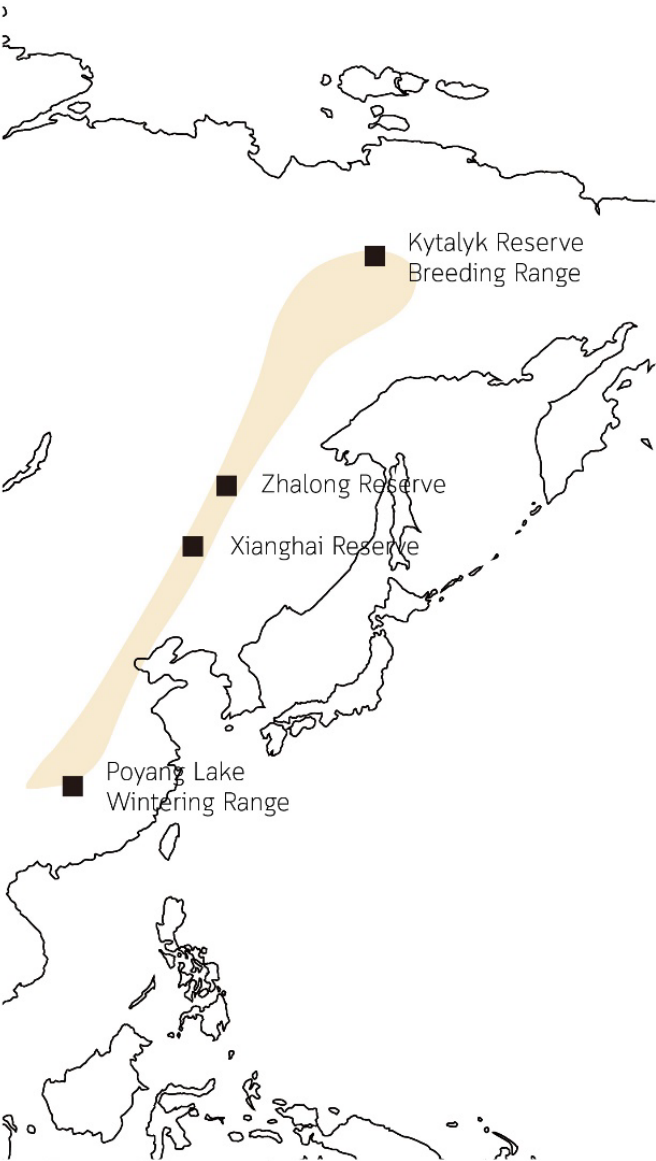 Kytalyk Reserve
Breeding Range
Zhalong Reserve
Xianghai Reserve
Poyang Lake
Wintering Range